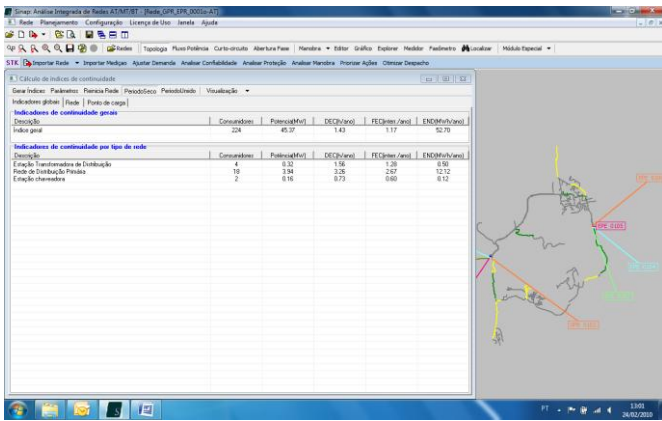 Sinap: Análise Integrada de Redes AT/MT/BT - [Rede_GPR_EPR_0001o-AT]
Rede Planejamento Configuração Licença de Uso Janela Ajuda
Redes Topologia Fluxo Potência Curto-circuito Abertura Fase Manobra Editor Gráfico Explorer Medidor Fasímetro Localizar Módulo Especial
STK Importar Rede Importar Medições Ajustar Demanda Analisar Confiabilidade Analisar Proteção Analisar Manobra Priorizar Ações Otimizar Despacho
Cálculo de índices de continuidade
Gerar Índices Parâmetros Reinicia Rede PeríodoSeco PeríodoUmido Visualização
Indicadores globais Rede Ponto de carga
Indicadores de continuidade gerais
Descrição Consumidores Potencia(MW) DEC(h/ano) FEC(inter./ano) END(MWh/ano)
Índice geral 224 45.37 1.43 1.17 52.70
Indicadores de continuidade por tipo de rede
Descrição Consumidores Potencia(MW) DEC(h/ano) FEC(inter./ano) END(MWh/ano)
Estação Transformadora de Distribuição 4 0.32 1.56 1.28 0.50
Rede de Distribuição Primária 18 3.94 3.26 2.67 12.12
Estação chaveadora 2 0.16 0.73 0.60 0.12
EPE_0103
PT
13:01
24/02/2010